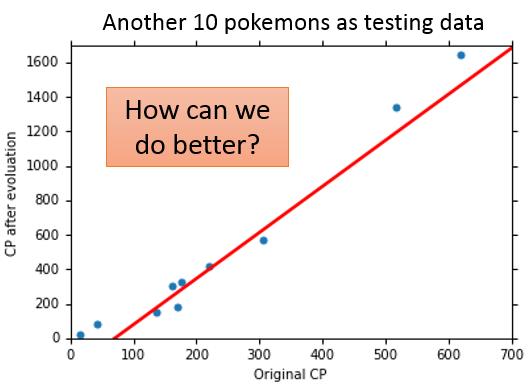 Another 10 pokemons as testing data
1600
1400
1200
1000
800
600
400
200
0
How can we
do better?
CP after evoluation
0 100 200 300 400 500 600 700
Original CP